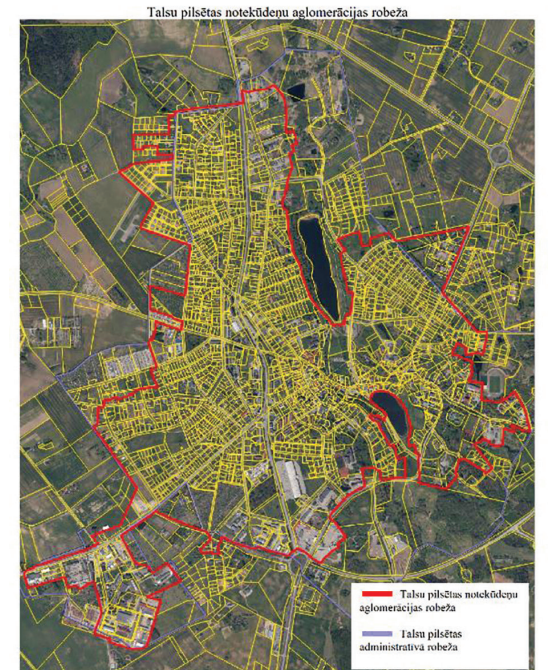 Talsu pilsētas notekūdeņu aglomerācijas robeža
Talsu pilsētas notekūdeņu
aglomerācijas robeža
Talsu pilsētas
administratīvā robeža